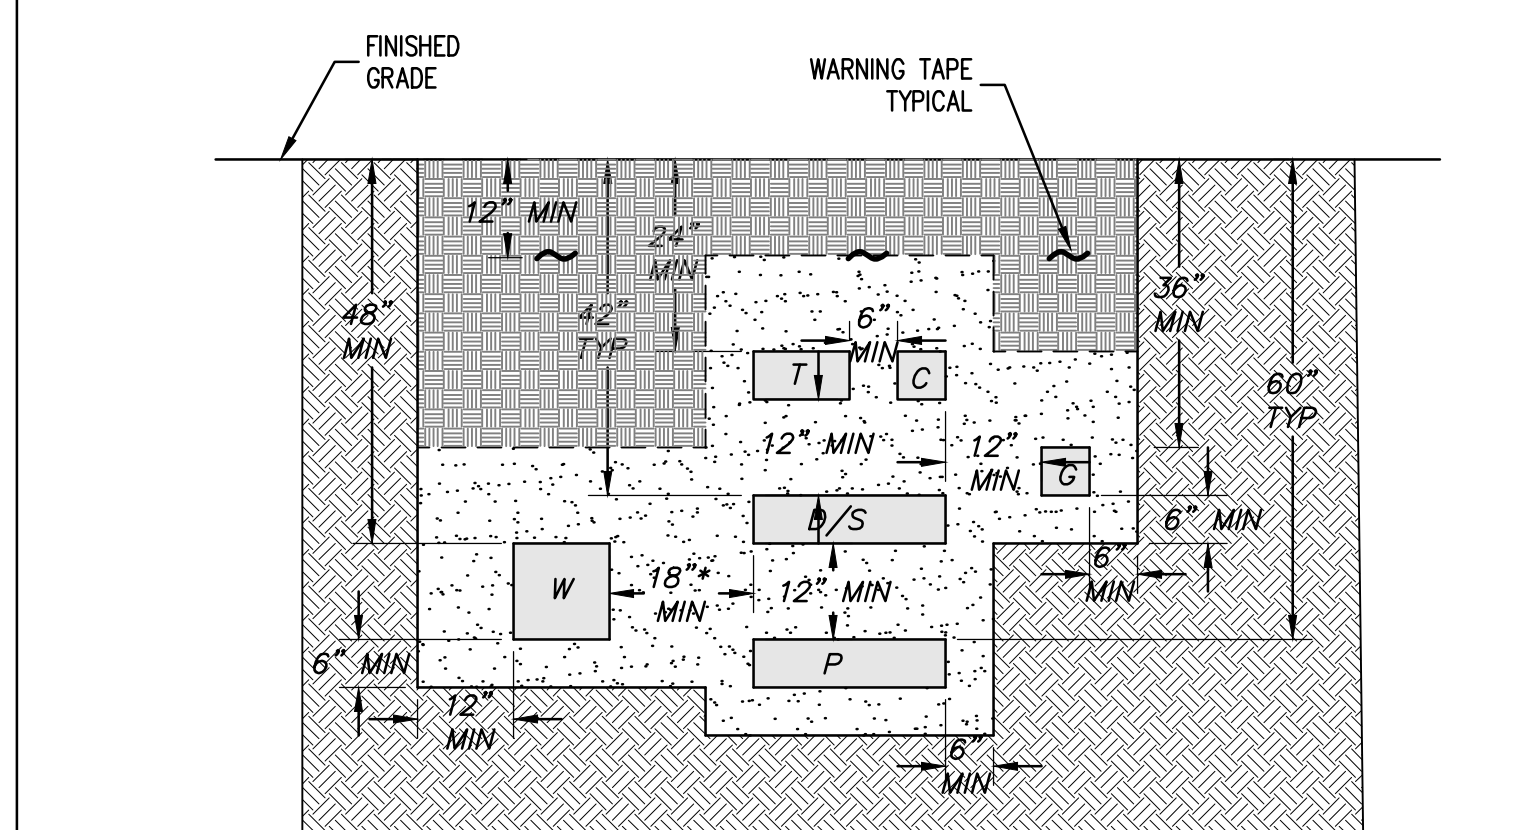 FINISHED
GRADE
WARNING TAPE
TYPICAL
12" MIN
24"
MIN
48"
MIN
42"
TYP
6"
MIN
36"
MIN
T
C
60"
TYP
12" MIN
12"
MIN
G
D/S
6" MIN
W
18"*
MIN
12" MIN
6"
MIN
6" MIN
P
12"
MIN
6"
MIN